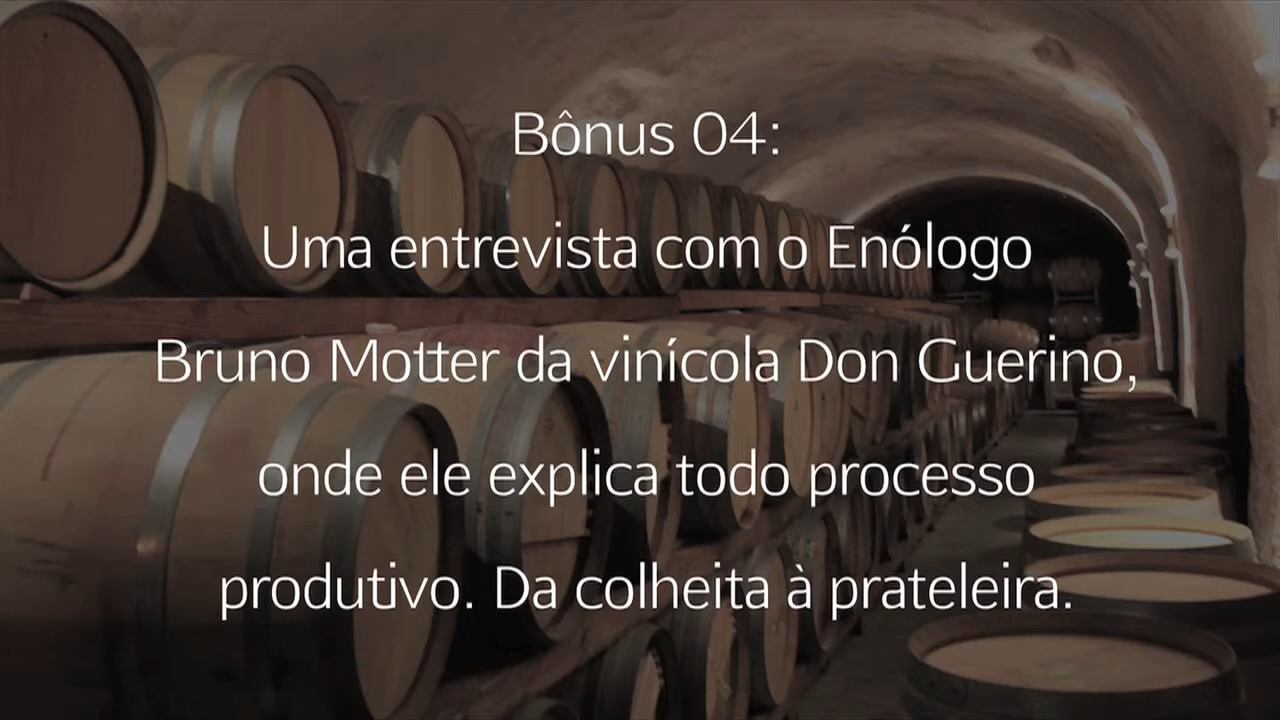 Bônus 04:
Uma entrevista com o Enólogo
Bruno Motter da vinícola Don Guerino,
onde ele explica todo processo
produtivo. Da colheita à prateleira.